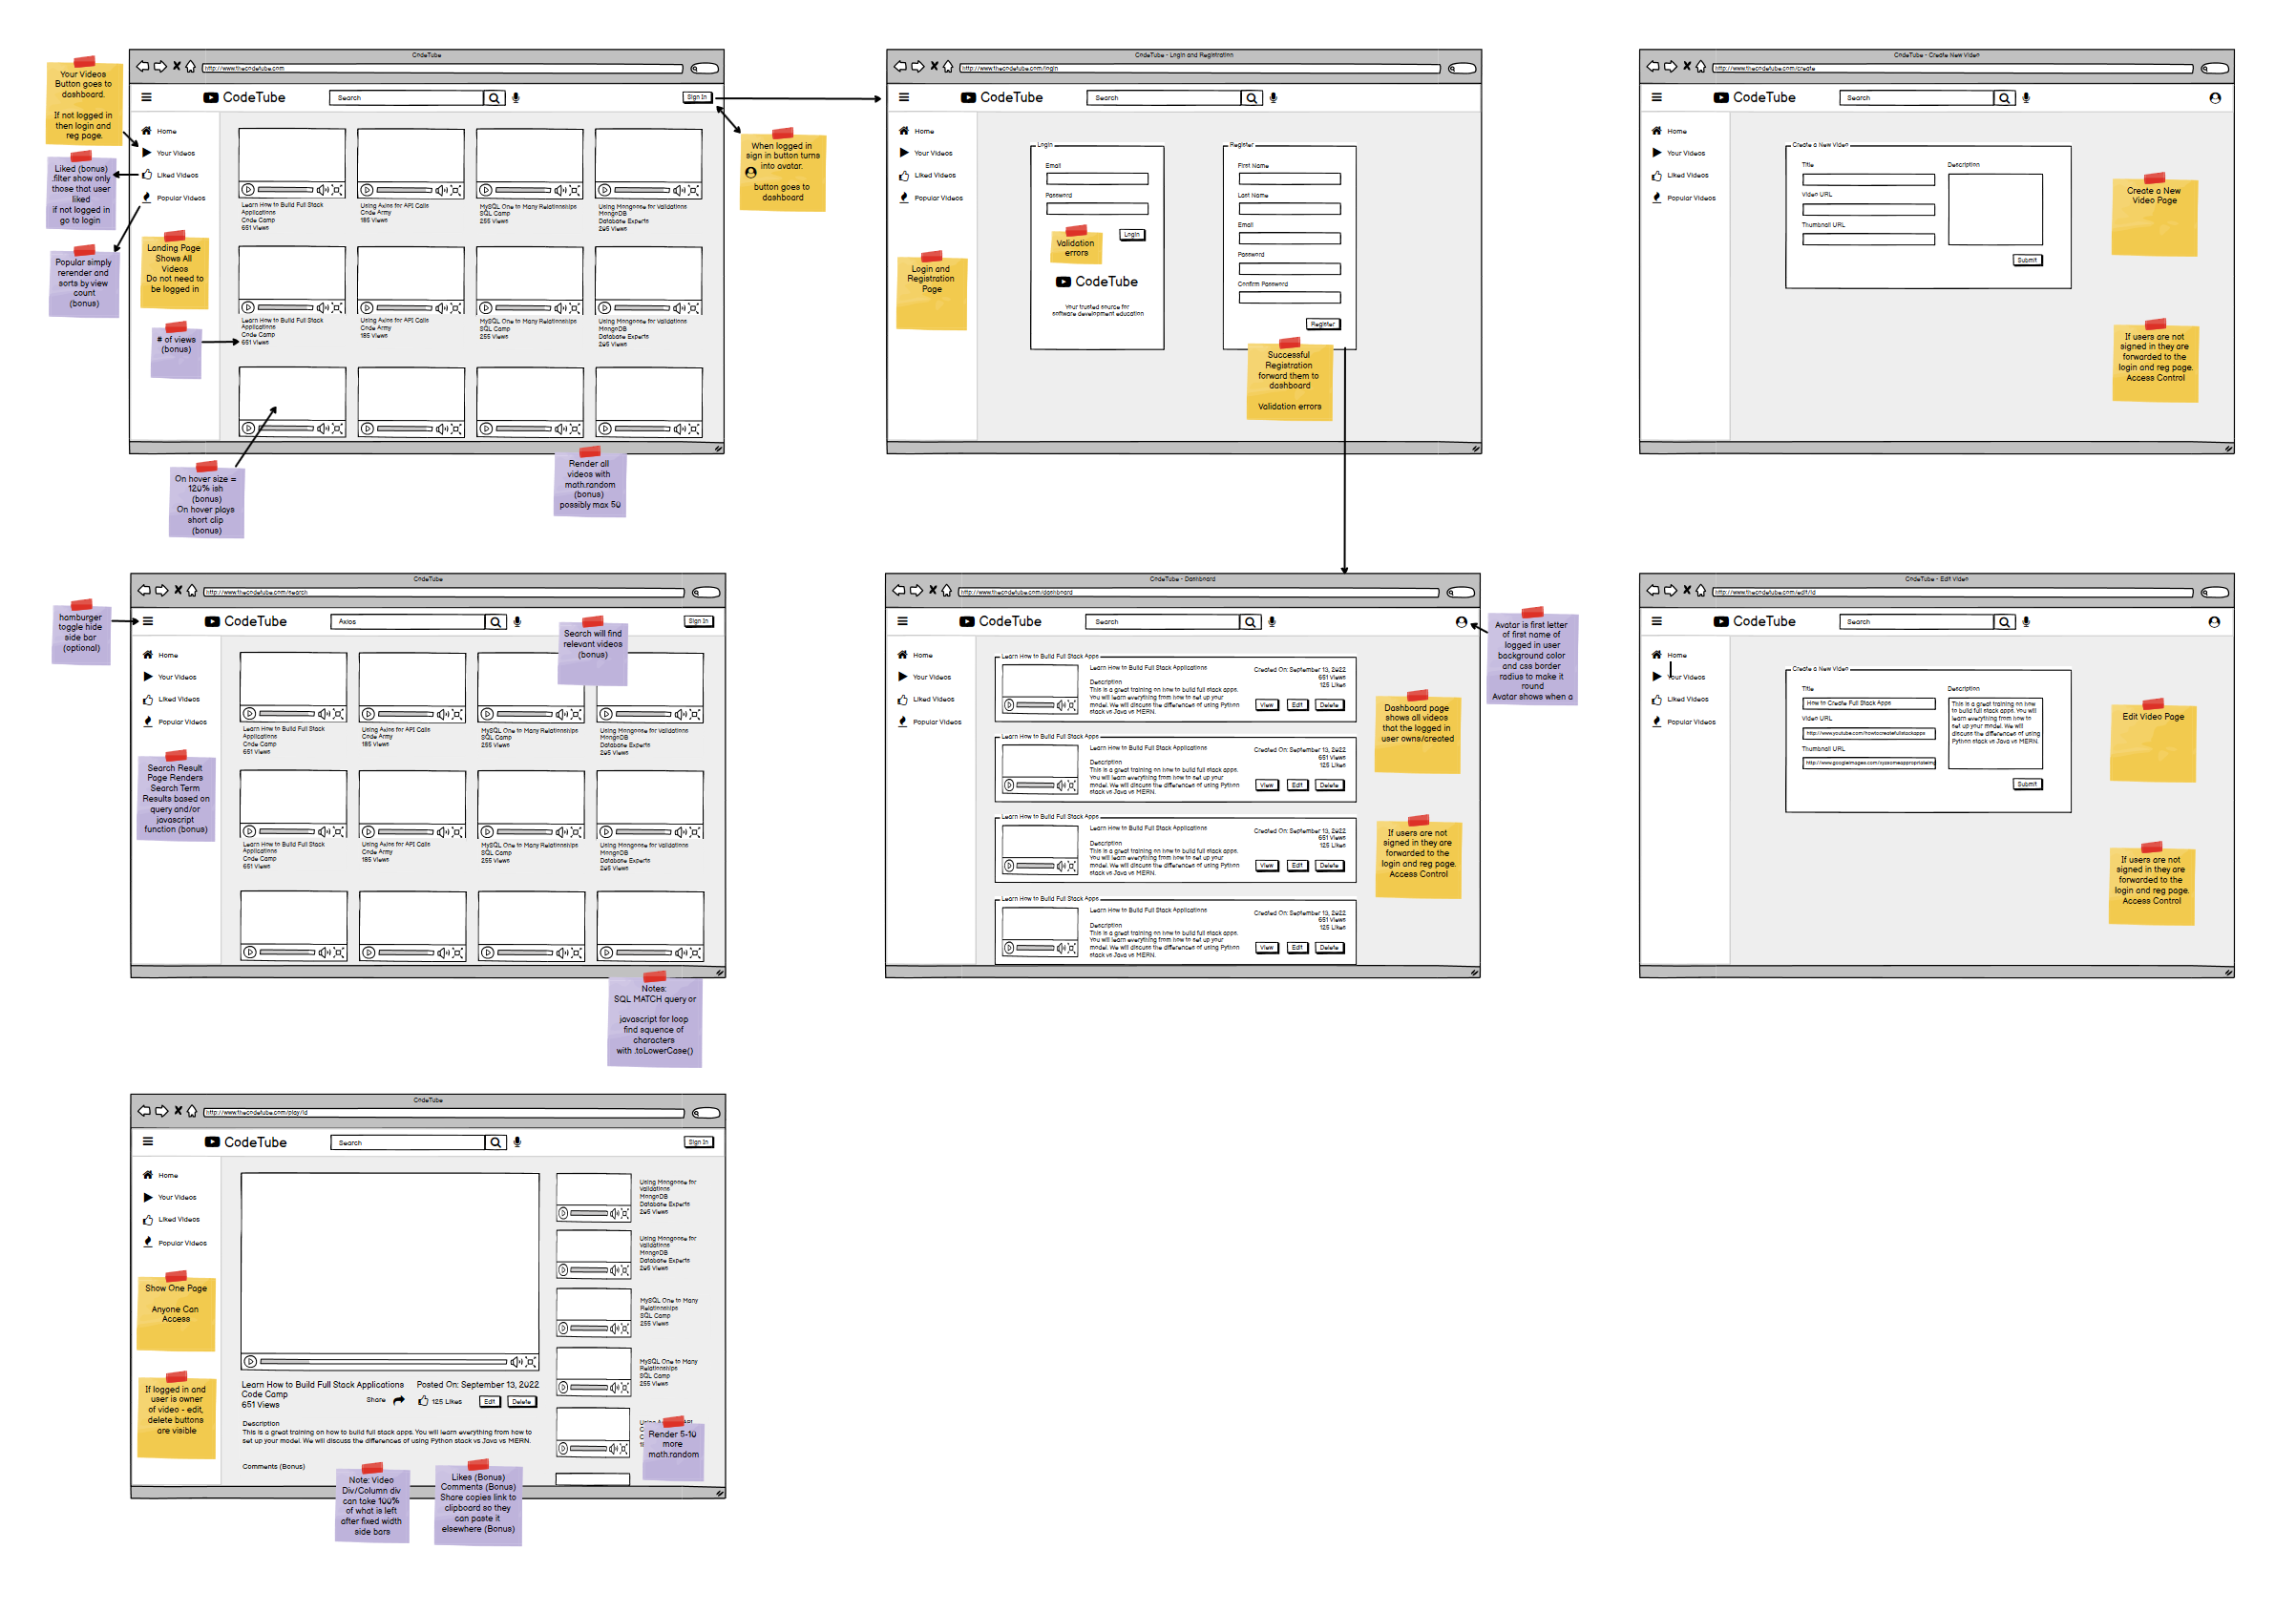 CodeTube
http://www.thecodetube.com
CodeTube
Search
Sign In
Home
Your Videos
Liked Videos
Popular Videos
Learn How to Build Full Stack
Applications
Code Camp
651 Views
Using Axios for API Calls
Code Army
185 Views
MySQL One to Many Relationships
SQL Camp
255 Views
Using Mongoose for Validations
MongoDB
Database Experts
295 Views
Learn How to Build Full Stack
Applications
Code Camp
651 Views
Using Axios for API Calls
Code Army
185 Views
MySQL One to Many Relationships
SQL Camp
255 Views
Using Mongoose for Validations
MongoDB
Database Experts
295 Views
Your Videos
Button goes to
dashboard.
If not logged in
then login and
reg page.
Liked (bonus)
.filter show only
those that user
liked
if not logged in
go to login
Popular simply
rerender and
sorts by view
count
(bonus)
Landing Page
Shows All
Videos
Do not need to
be logged in
# of views
(bonus)
On hover size =
120% ish
(bonus)
On hover plays
short clip
(bonus)
Render all
videos with
math.random
(bonus)
possibly max 50
When logged in
sign in button turns
into avatar.
button goes to
dashboard
CodeTube - Login and Registration
http://www.thecodetube.com/login
CodeTube
Search
Home
Your Videos
Liked Videos
Popular Videos
Login and
Registration
Page
Login
Email
Password
Login
Validation
errors
CodeTube
Your trusted source for
software development education
Register
First Name
Last Name
Email
Password
Confirm Password
Register
Successful
Registration
forward them to
dashboard
Validation errors
CodeTube - Create New Video
http://www.thecodetube.com/create
CodeTube
Search
Home
Your Videos
Liked Videos
Popular Videos
Create a New Video
Title
Description
Video URL
Thumbnail URL
Submit
Create a New
Video Page
If users are not
signed in they are
forwarded to the
login and reg page.
Access Control
CodeTube
http://www.thecodetube.com/search
CodeTube
Axios
Sign In
Home
Your Videos
Liked Videos
Popular Videos
hamburger
toggle hide
side bar
(optional)
Search will find
relevant videos
(bonus)
Learn How to Build Full Stack
Applications
Code Camp
651 Views
Using Axios for API Calls
Code Army
185 Views
MySQL One to Many Relationships
SQL Camp
255 Views
Using Mongoose for Validations
MongoDB
Database Experts
295 Views
Learn How to Build Full Stack
Applications
Code Camp
651 Views
Using Axios for API Calls
Code Army
185 Views
MySQL One to Many Relationships
SQL Camp
255 Views
Using Mongoose for Validations
MongoDB
Database Experts
295 Views
Search Result
Page Renders
Search Term
Results based on
query and/or
javascript
function (bonus)
Notes:
SQL MATCH query or
javascript for loop
find squence of
characters
with .toLowerCase()
CodeTube - Dashboard
http://www.thecodetube.com/dashboard
CodeTube
Search
Home
Your Videos
Liked Videos
Popular Videos
Learn How to Build Full Stack Apps
Learn How to Build Full Stack Applications
Created On: September 13, 2022
651 Views
125 Likes
Description
This is a great training on how to build full stack apps.
You will learn everything from how to set up your
model. We will discuss the differences of using Python
stack vs Java vs MERN.
View
Edit
Delete
Learn How to Build Full Stack Apps
Learn How to Build Full Stack Applications
Created On: September 13, 2022
651 Views
125 Likes
Description
This is a great training on how to build full stack apps.
You will learn everything from how to set up your
model. We will discuss the differences of using Python
stack vs Java vs MERN.
View
Edit
Delete
Learn How to Build Full Stack Apps
Learn How to Build Full Stack Applications
Created On: September 13, 2022
651 Views
125 Likes
Description
This is a great training on how to build full stack apps.
You will learn everything from how to set up your
model. We will discuss the differences of using Python
stack vs Java vs MERN.
View
Edit
Delete
Learn How to Build Full Stack Apps
Learn How to Build Full Stack Applications
Created On: September 13, 2022
651 Views
125 Likes
Description
This is a great training on how to build full stack apps.
You will learn everything from how to set up your
model. We will discuss the differences of using Python
stack vs Java vs MERN.
View
Edit
Delete
Avatar is first letter
of first name of
logged in user
background color
and css border
radius to make it
round
Avatar shows when a
Dashboard page
shows all videos
that the logged in
user owns/created
If users are not
signed in they are
forwarded to the
login and reg page.
Access Control
CodeTube - Edit Video
http://www.thecodetube.com/edit/id
CodeTube
Search
Home
Your Videos
Liked Videos
Popular Videos
Create a New Video
Title
How to Create Full Stack Apps
Video URL
http://www.youtube.com/howtocreatefullstackapps
Thumbnail URL
Description
This is a great training on how
to build full stack apps. You will
learn everything from how to
set up your model. We will
discuss the differences of using
Python stack vs Java vs MERN.
Submit
Edit Video Page
If users are not
signed in they are
forwarded to the
login and reg page.
Access Control
CodeTube
http://www.thecodetube.com/play/id
CodeTube
Search
Sign In
Home
Your Videos
Liked Videos
Popular Videos
Show One Page
Anyone Can
Access
If logged in and
user is owner
of video - edit,
delete buttons
are visible
Learn How to Build Full Stack Applications
Posted On: September 13, 2022
Code Camp
651 Views
Share
125 Likes
Edit
Delete
Description
This is a great training on how to build full stack apps. You will learn everything from how to
set up your model. We will discuss the differences of using Python stack vs Java vs MERN.
Comments (Bonus)
Using Mongoose for
Validations
MongoDB
Database Experts
295 Views
Using Mongoose for
Validations
MongoDB
Database Experts
295 Views
MySQL One to Many
Relationships
SQL Camp
255 Views
MySQL One to Many
Relationships
SQL Camp
255 Views
Render 5-10
more
math.random
Note: Video
Div/Column div
can take 100%
of what is left
after fixed width
side bars
Likes (Bonus)
Comments (Bonus)
Share copies link to
clipboard so they
can paste it
elsewhere (Bonus)